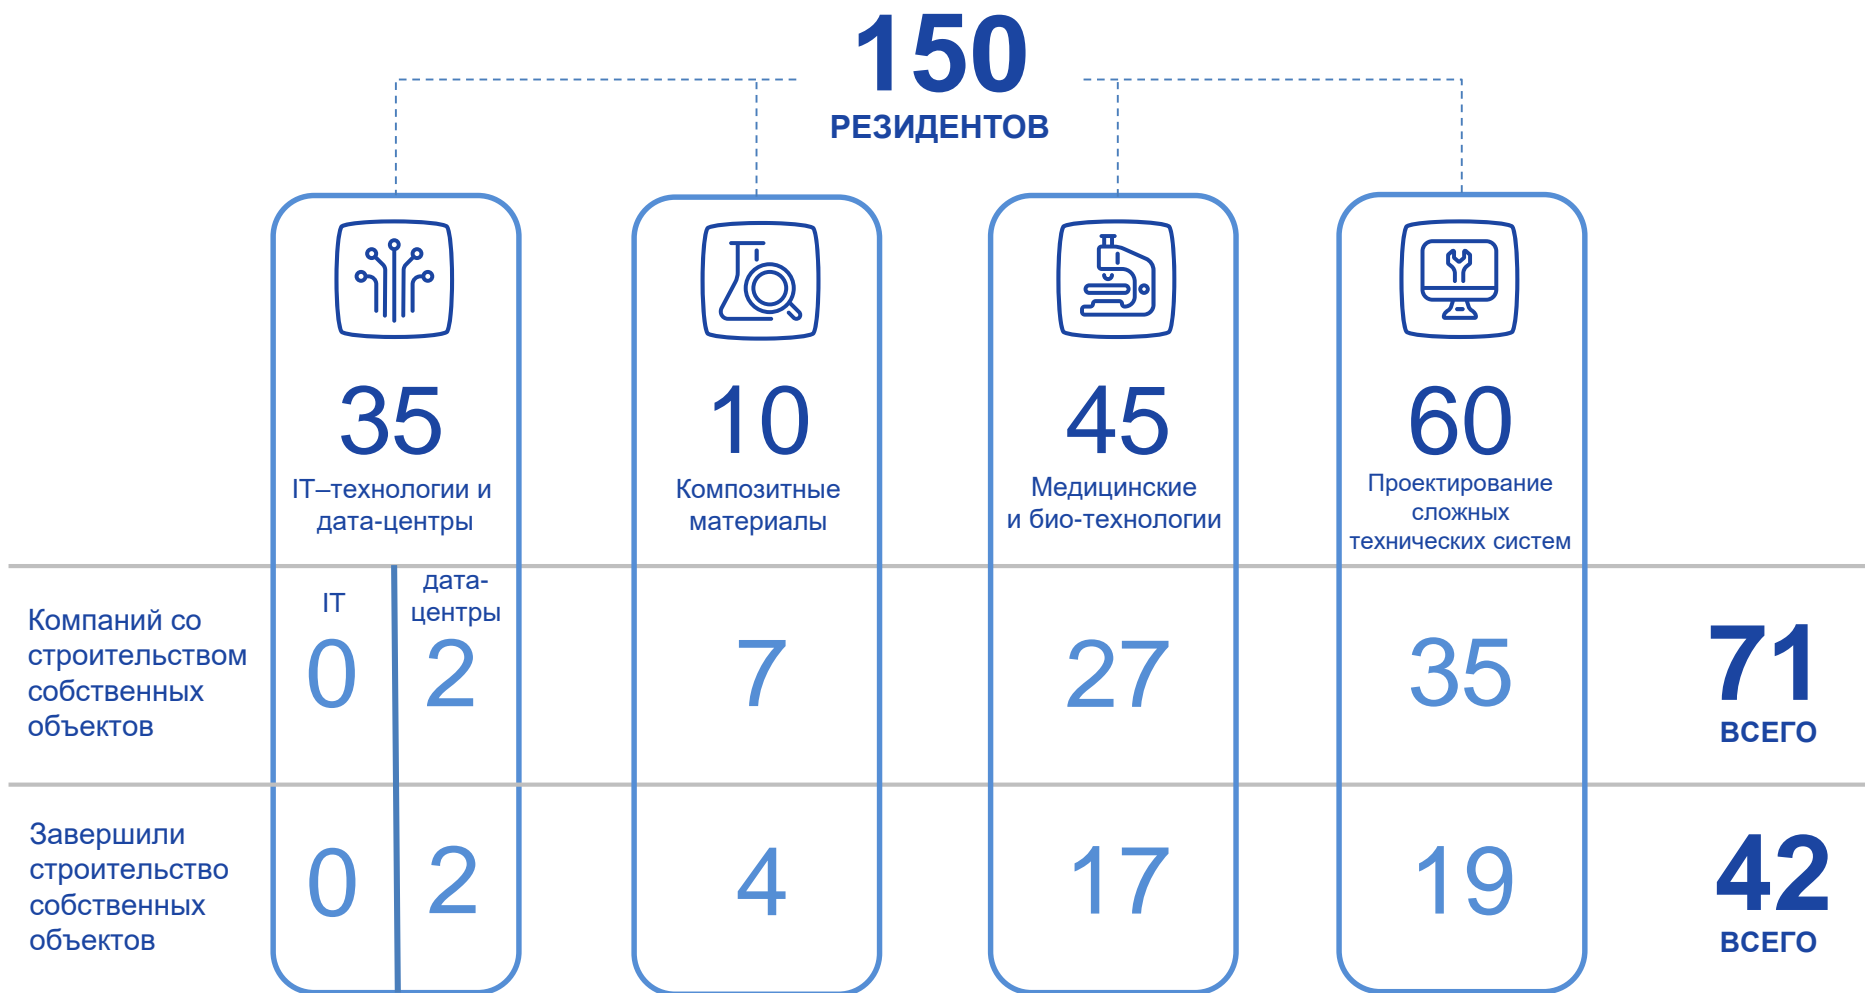 150
РЕЗИДЕНТОВ
35
IT–технологии и
дата-центры
10
Композитные
материалы
45
Медицинские
и био-технологии
60
Проектирование
сложных
технических систем
Компаний со
строительством
собственных
объектов
IT
0
дата-
центры
2
7
27
35
71
ВСЕГО
Завершили
строительство
собственных
объектов
0
2
4
17
19
42
ВСЕГО